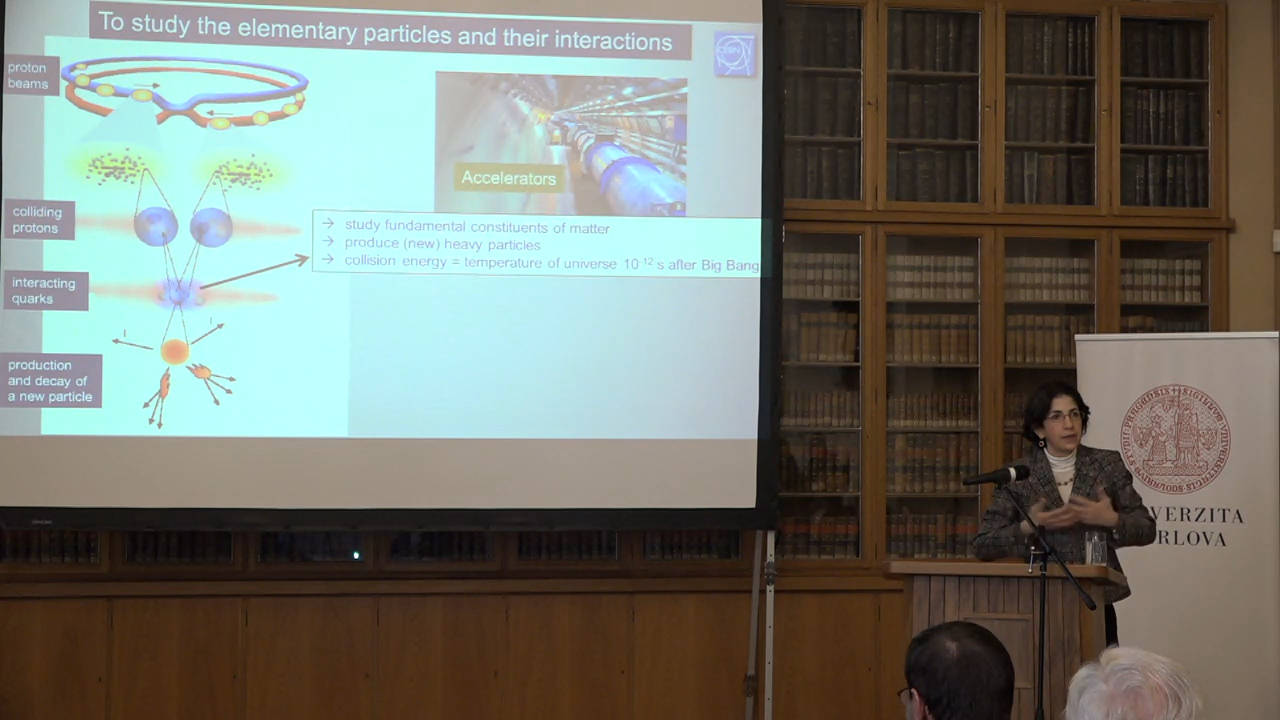 To study the elementary particles and their interactions
CERN
proton
beams
Accelerators
colliding
protons
→ study fundamental constituents of matter
→ produce (new) heavy particles
→ collision energy = temperature of universe 10⁻¹² s after Big Bang
interacting
quarks
l
l
production
and decay of
a new particle
VERZITA
RLOVA